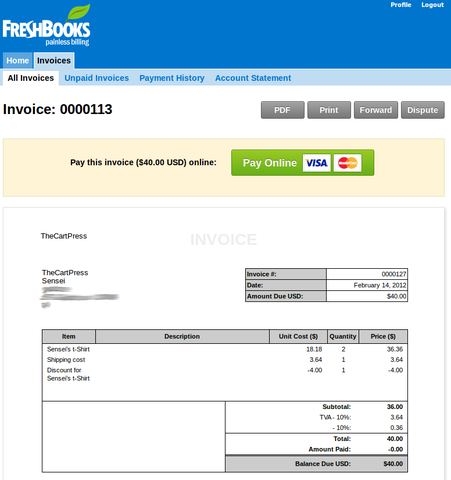 Profile Logout
FRESHBOOKS
painless billing
Home Invoices
All Invoices Unpaid Invoices Payment History Account Statement
Invoice: 0000113
PDF Print Forward Dispute
Pay this invoice ($40.00 USD) online: Pay Online VISA MasterCard
TheCartPress
INVOICE
TheCartPress
Sensei
Invoice #: 0000127
Date: February 14, 2012
Amount Due USD: $40.00
Item Description Unit Cost ($) Quantity Price ($)
Sensei's t-Shirt 18.18 2 36.36
Shipping cost 3.64 1 3.64
Discount for -4.00 1 -4.00
Sensei's t-Shirt
Subtotal: 36.00
TVA - 10%: 3.64
- 10%: 0.36
Total: 40.00
Amount Paid: -0.00
Balance Due USD: $40.00